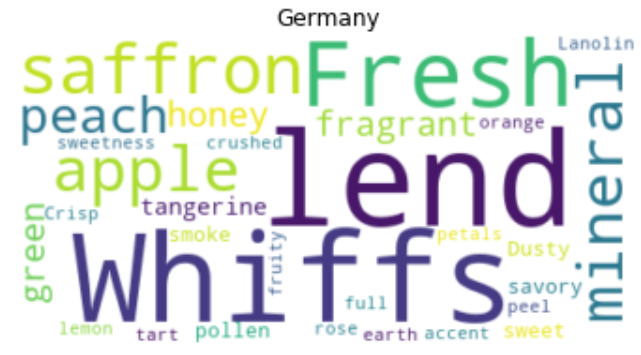 Germany
saffron
Fresh
Lanolin
peach
honey
fragrant
orange
mineral
sweetness
crushed
apple
lend
tangerine
Crisp
green
smoke
Whiffs
fruity
petals
Dusty
savory
full
peel
lemon
tart
pollen
rose
earth
accent
sweet